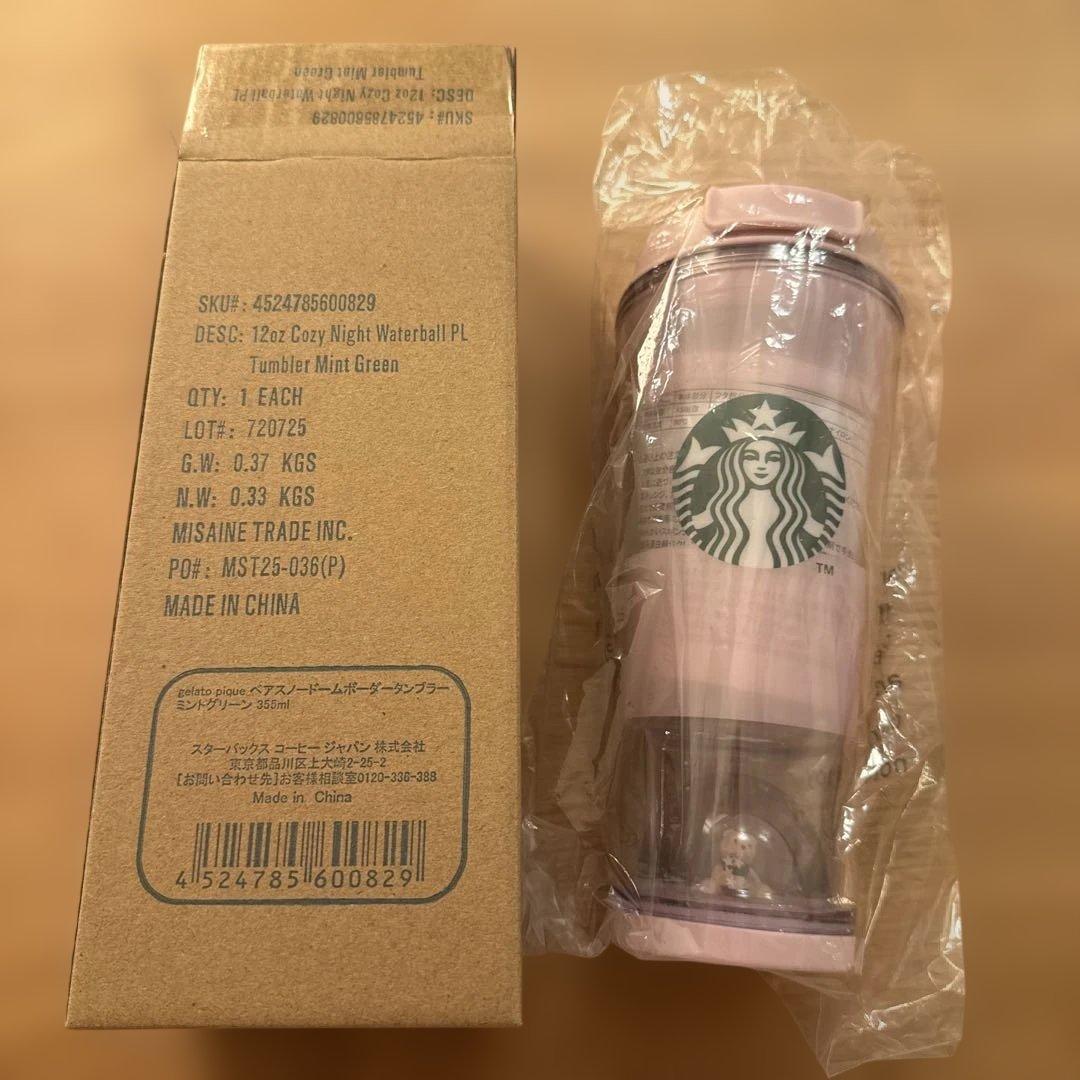 SKU#: 4524785600829
DESC: 12oz Cozy Night Waterball PL
Tumbler Mint Green
SKU#: 4524785600829
DESC: 12oz Cozy Night Waterball PL
Tumbler Mint Green
QTY: 1 EACH
LOT#: 720725
G.W: 0.37 KGS
N.W: 0.33 KGS
MISAINE TRADE INC.
PO#: MST25-036(P)
MADE IN CHINA
gelato pique ベアスノードームボーダータンブラー
ミントグリーン 355ml
スターバックス コーヒー ジャパン 株式会社
東京都品川区上大崎2-25-2
[お問い合わせ先]お客様相談室0120-336-388
Made in China
4 524785 600829
TM